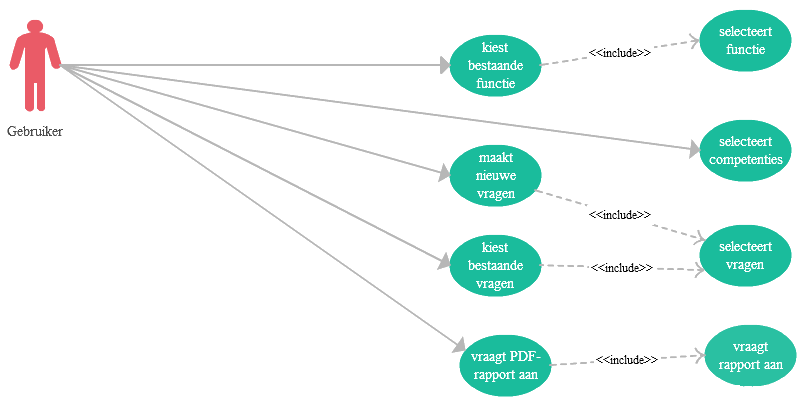 Gebruiker
kiest
bestaande
functie
<<include>>
selecteert
functie
selecteert
competenties
maakt
nieuwe
vragen
<<include>>
selecteert
vragen
kiest
bestaande
vragen
<<include>>
vraagt PDF-
rapport aan
<<include>>
vraagt
rapport aan